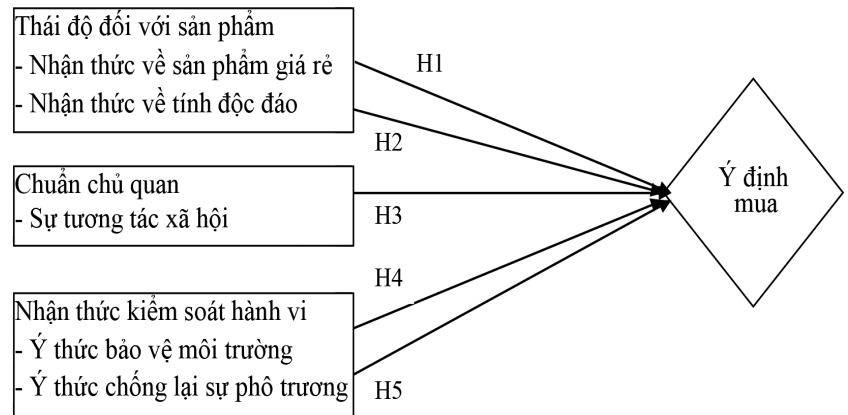 Thái độ đối với sản phẩm
- Nhận thức về sản phẩm giá rẻ
- Nhận thức về tính độc đáo
H1
H2
Chuẩn chủ quan
- Sự tương tác xã hội
H3
Ý định
mua
H4
Nhận thức kiểm soát hành vi
- Ý thức bảo vệ môi trường
- Ý thức chống lại sự phô trương
H5